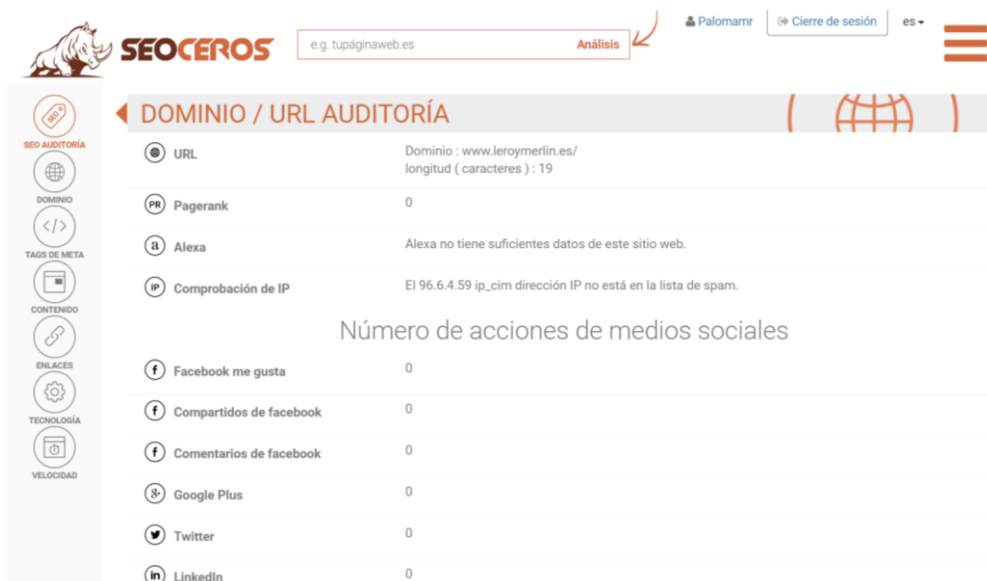 SEOCEROS
e.g. tupáginaweb.es
Análisis
Palomamr
Cierre de sesión
es
SEO
SEO AUDITORÍA
DOMINIO
</>
TAGS DE META
CONTENIDO
ENLACES
TECNOLOGÍA
VELOCIDAD
DOMINIO / URL AUDITORÍA
URL
Dominio : www.leroymerlin.es/
longitud ( caracteres ) : 19
PR Pagerank
0
a Alexa
Alexa no tiene suficientes datos de este sitio web.
IP Comprobación de IP
El 96.6.4.59 ip_cim dirección IP no está en la lista de spam.
Número de acciones de medios sociales
f Facebook me gusta
0
f Compartidos de facebook
0
f Comentarios de facebook
0
g+ Google Plus
0
Twitter
0
in LinkedIn
0